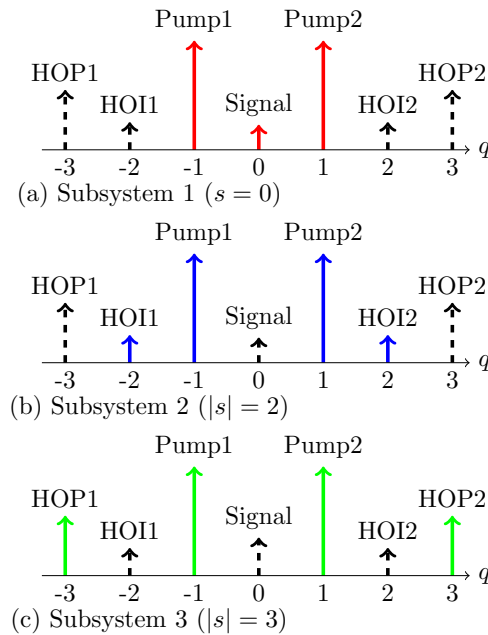 Pump1 Pump2
HOP1 HOP2
HOI1 Signal HOI2
-3 -2 -1 0 1 2 3 q
(a) Subsystem 1 (s = 0)
Pump1 Pump2
HOP1 HOP2
HOI1 Signal HOI2
-3 -2 -1 0 1 2 3 q
(b) Subsystem 2 (|s| = 2)
Pump1 Pump2
HOP1 HOP2
HOI1 Signal HOI2
-3 -2 -1 0 1 2 3 q
(c) Subsystem 3 (|s| = 3)